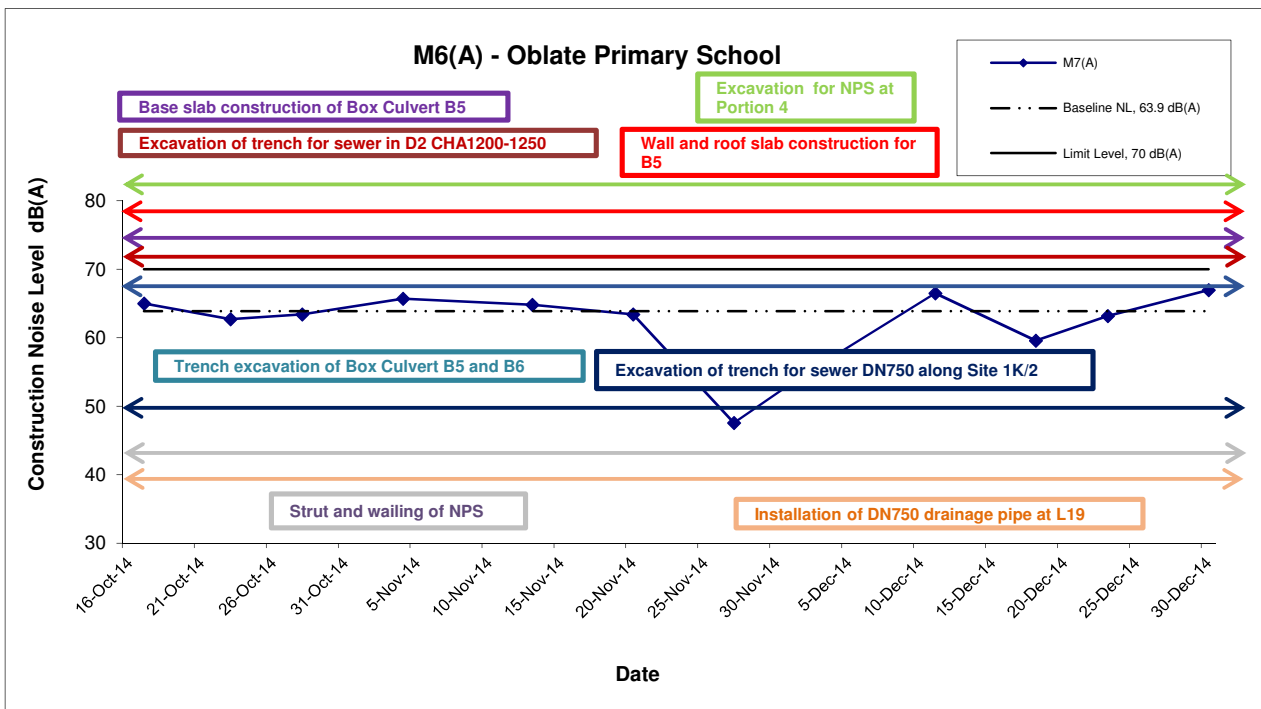 M6(A) - Oblate Primary School
M7(A)
Baseline NL, 63.9 dB(A)
Limit Level, 70 dB(A)
Excavation for NPS at
Portion 4
Base slab construction of Box Culvert B5
Excavation of trench for sewer in D2 CHA1200-1250
Wall and roof slab construction for
B5
Construction Noise Level dB(A)
80
70
60
50
40
30
Trench excavation of Box Culvert B5 and B6
Excavation of trench for sewer DN750 along Site 1K/2
Strut and wailing of NPS
Installation of DN750 drainage pipe at L19
16-Oct-14
21-Oct-14
26-Oct-14
31-Oct-14
5-Nov-14
10-Nov-14
15-Nov-14
20-Nov-14
25-Nov-14
30-Nov-14
5-Dec-14
10-Dec-14
15-Dec-14
20-Dec-14
25-Dec-14
30-Dec-14
Date